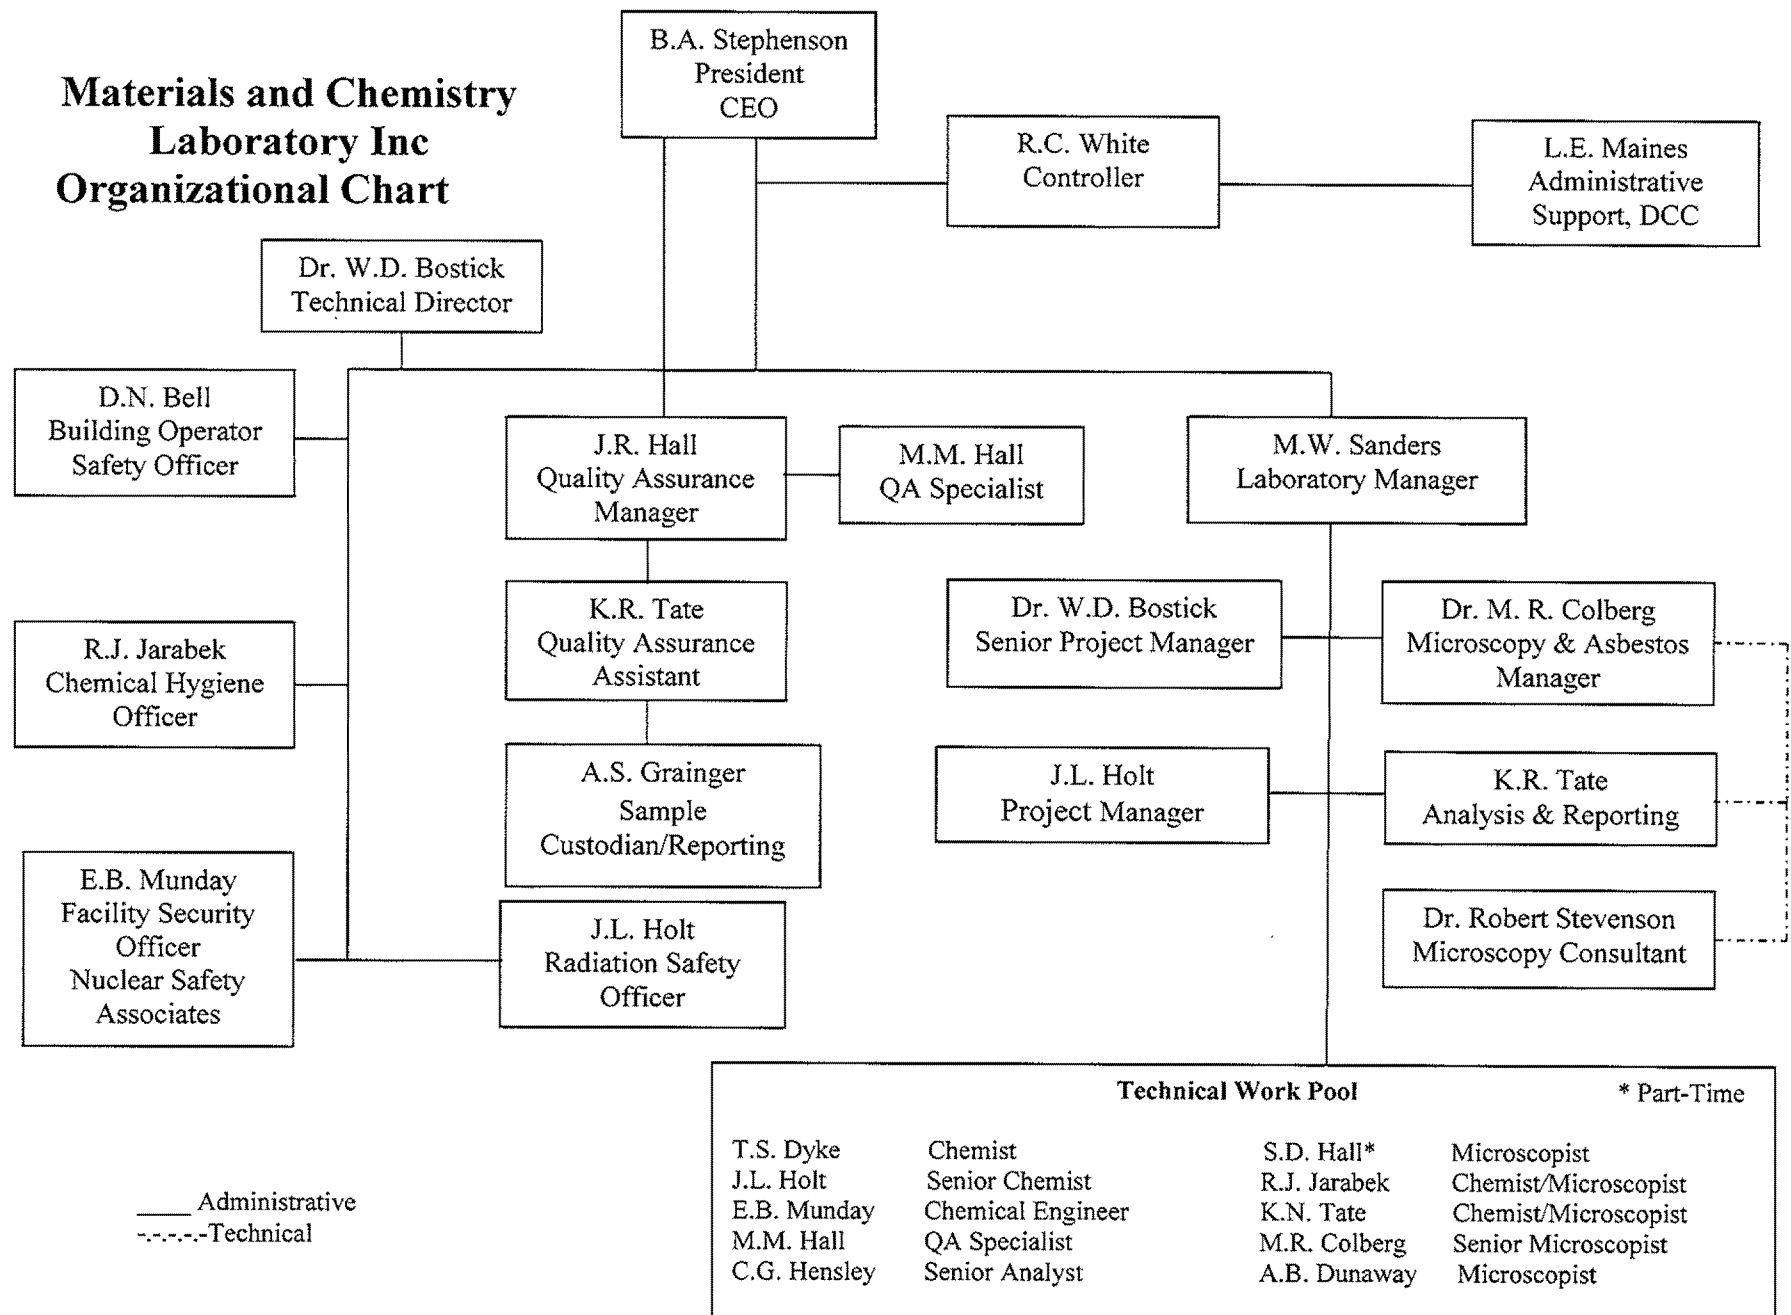 Materials and Chemistry
Laboratory Inc
Organizational Chart
B.A. Stephenson
President
CEO
R.C. White
Controller
L.E. Maines
Administrative
Support, DCC
Dr. W.D. Bostick
Technical Director
D.N. Bell
Building Operator
Safety Officer
J.R. Hall
Quality Assurance
Manager
M.M. Hall
QA Specialist
M.W. Sanders
Laboratory Manager
R.J. Jarabek
Chemical Hygiene
Officer
K.R. Tate
Quality Assurance
Assistant
Dr. W.D. Bostick
Senior Project Manager
Dr. M. R. Colberg
Microscopy & Asbestos
Manager
A.S. Grainger
Sample
Custodian/Reporting
J.L. Holt
Project Manager
K.R. Tate
Analysis & Reporting
E.B. Munday
Facility Security
Officer
Nuclear Safety
Associates
J.L. Holt
Radiation Safety
Officer
Dr. Robert Stevenson
Microscopy Consultant
Technical Work Pool * Part-Time
T.S. Dyke Chemist S.D. Hall* Microscopist
J.L. Holt Senior Chemist R.J. Jarabek Chemist/Microscopist
E.B. Munday Chemical Engineer K.N. Tate Chemist/Microscopist
M.M. Hall QA Specialist M.R. Colberg Senior Microscopist
C.G. Hensley Senior Analyst A.B. Dunaway Microscopist
____ Administrative
-.-.-.-.-Technical